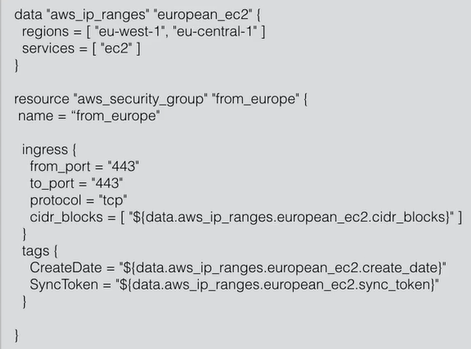 data "aws_ip_ranges" "european_ec2" {
regions = [ "eu-west-1", "eu-central-1" ]
services = [ "ec2" ]
}
resource "aws_security_group" "from_europe" {
name = “from_europe"
ingress {
from_port = "443"
to_port = "443"
protocol = "tcp"
cidr_blocks = [ "${data.aws_ip_ranges.european_ec2.cidr_blocks}" ]
}
tags {
CreateDate = "${data.aws_ip_ranges.european_ec2.create_date}"
SyncToken = "${data.aws_ip_ranges.european_ec2.sync_token}"
}
}